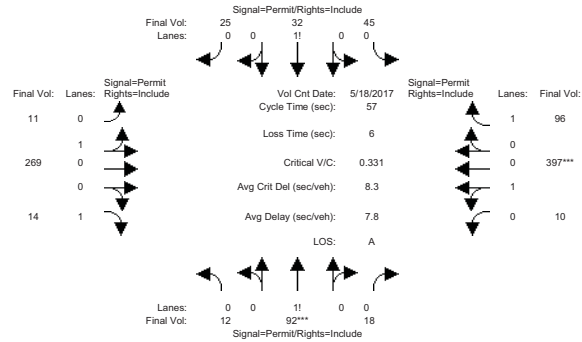 Signal=Permit/Rights=Include
Final Vol: 25 32 45
Lanes: 0 0 1! 0 0
Signal=Permit
Final Vol: Lanes: Rights=Include
Vol Cnt Date: 5/18/2017
Signal=Permit
Rights=Include Lanes: Final Vol:
Cycle Time (sec): 57
11 0
1 96
Loss Time (sec): 6
1
0
269 0
Critical V/C: 0.331
0 397***
0
Avg Crit Del (sec/veh): 8.3
1
14 1
Avg Delay (sec/veh): 7.8
0 10
LOS: A
Lanes: 0 0 1! 0 0
Final Vol: 12 92*** 18
Signal=Permit/Rights=Include